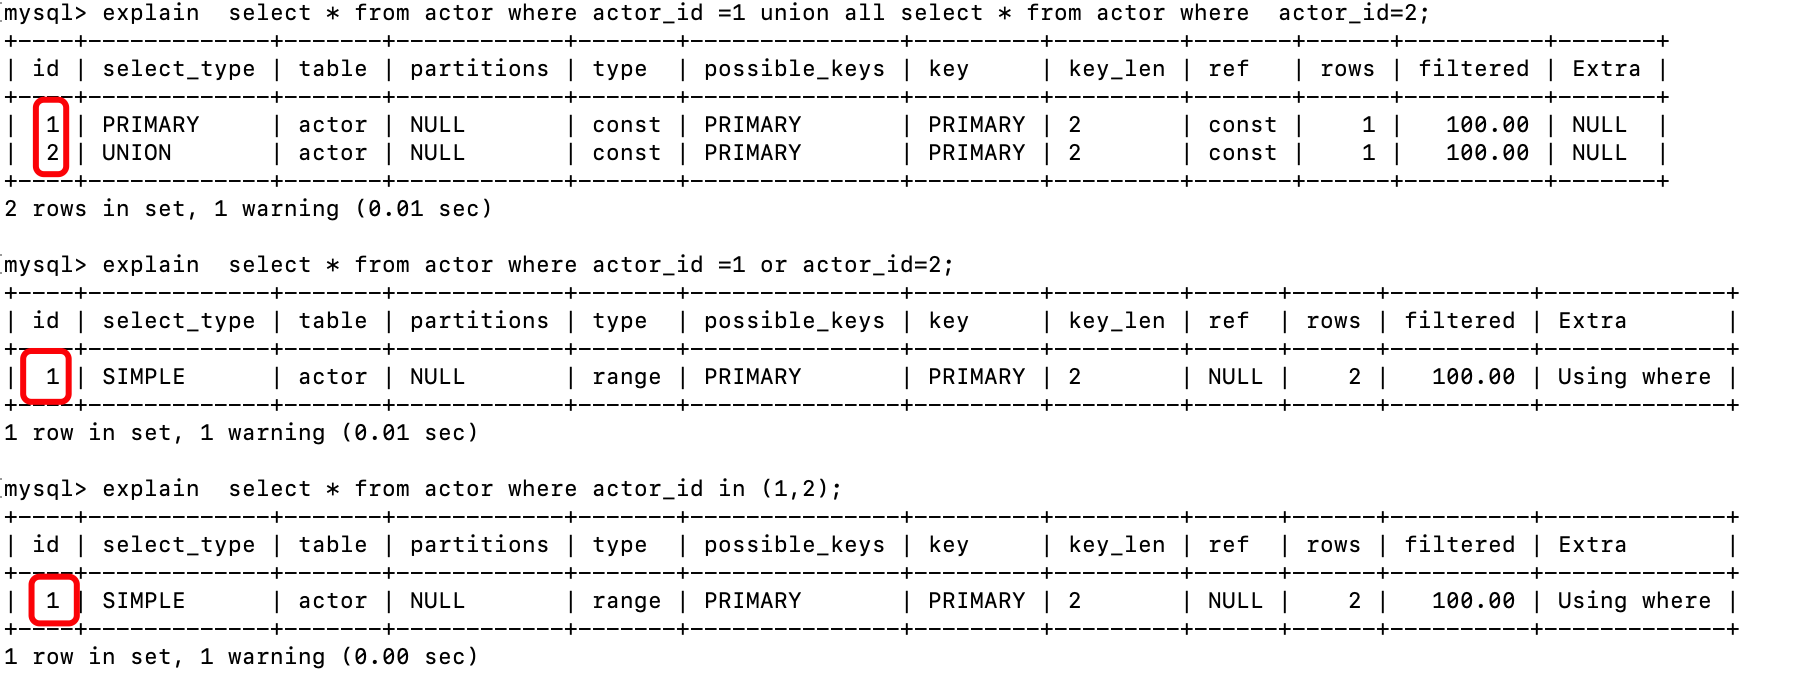 mysql> explain  select * from actor where actor_id =1 union all select * from actor where  actor_id=2;
+----+-------------+-------+------------+-------+---------------+---------+---------+-------+------+----------+-------+
| id | select_type | table | partitions | type  | possible_keys | key     | key_len | ref   | rows | filtered | Extra |
+----+-------------+-------+------------+-------+---------------+---------+---------+-------+------+----------+-------+
|  1 | PRIMARY     | actor | NULL       | const | PRIMARY       | PRIMARY | 2       | const |    1 |   100.00 | NULL  |
|  2 | UNION       | actor | NULL       | const | PRIMARY       | PRIMARY | 2       | const |    1 |   100.00 | NULL  |
+----+-------------+-------+------------+-------+---------------+---------+---------+-------+------+----------+-------+
2 rows in set, 1 warning (0.01 sec)
mysql> explain  select * from actor where actor_id =1 or actor_id=2;
+----+-------------+-------+------------+-------+---------------+---------+---------+------+------+----------+-------------+
| id | select_type | table | partitions | type  | possible_keys | key     | key_len | ref  | rows | filtered | Extra       |
+----+-------------+-------+------------+-------+---------------+---------+---------+------+------+----------+-------------+
|  1 | SIMPLE      | actor | NULL       | range | PRIMARY       | PRIMARY | 2       | NULL |    2 |   100.00 | Using where |
+----+-------------+-------+------------+-------+---------------+---------+---------+------+------+----------+-------------+
1 row in set, 1 warning (0.01 sec)
mysql> explain  select * from actor where actor_id in (1,2);
+----+-------------+-------+------------+-------+---------------+---------+---------+------+------+----------+-------------+
| id | select_type | table | partitions | type  | possible_keys | key     | key_len | ref  | rows | filtered | Extra       |
+----+-------------+-------+------------+-------+---------------+---------+---------+------+------+----------+-------------+
|  1 | SIMPLE      | actor | NULL       | range | PRIMARY       | PRIMARY | 2       | NULL |    2 |   100.00 | Using where |
+----+-------------+-------+------------+-------+---------------+---------+---------+------+------+----------+-------------+
1 row in set, 1 warning (0.00 sec)